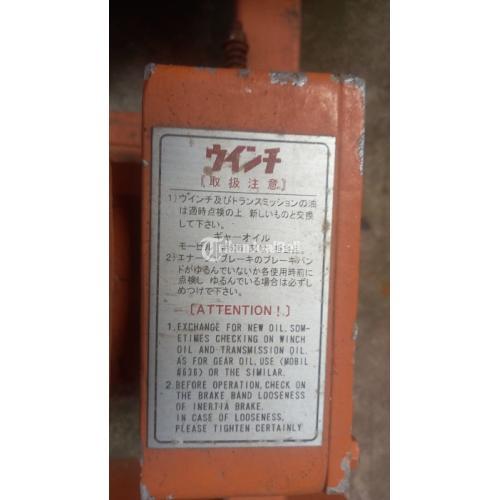 ウインチ
〔取扱注意〕
1)ウインチ及びトランスミッションの油
は適時点検の上 新しいものと交換
して下さい。
ギャーオイル
モービル
2)エナー ブレーキのブレーキバン
ドがゆるんでいないか各使用時前に
点検し ゆるんでいる場合は必ずし
めつけて下さい。
〔ATTENTION!〕
1.EXCHANGE FOR NEW OIL, SOM-
ETIMES CHECKING ON WINCH
OIL AND TRANSMISSION OIL.
AS FOR GEAR OIL, USE (MOBIL
#636) OR THE SIMILAR.
2.BEFORE OPERATION, CHECK ON
THE BRAKE BAND LOOSENESS
OF INERTIA BRAKE.
IN CASE OF LOOSENESS,
PLEASE TIGHTEN CERTAINLY